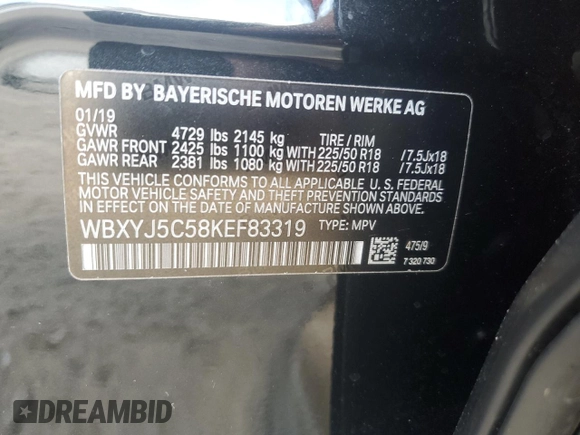 MFD BY BAYERISCHE MOTOREN WERKE AG
01/19
GVWR 4729 lbs 2145 kg TIRE / RIM
GAWR FRONT 2425 lbs 1100 kg WITH 225/50 R18 /7.5Jx18
GAWR REAR 2381 lbs 1080 kg WITH 225/50 R18 /7.5Jx18
THIS VEHICLE CONFORMS TO ALL APPLICABLE U. S. FEDERAL
MOTOR VEHICLE SAFETY AND THEFT PREVENTION STANDARDS
IN EFFECT ON THE DATE OF MANUFACTURE SHOWN ABOVE.
WBXYJ5C58KEF83319 TYPE: MPV
475/9
7 320 730
DREAMBID